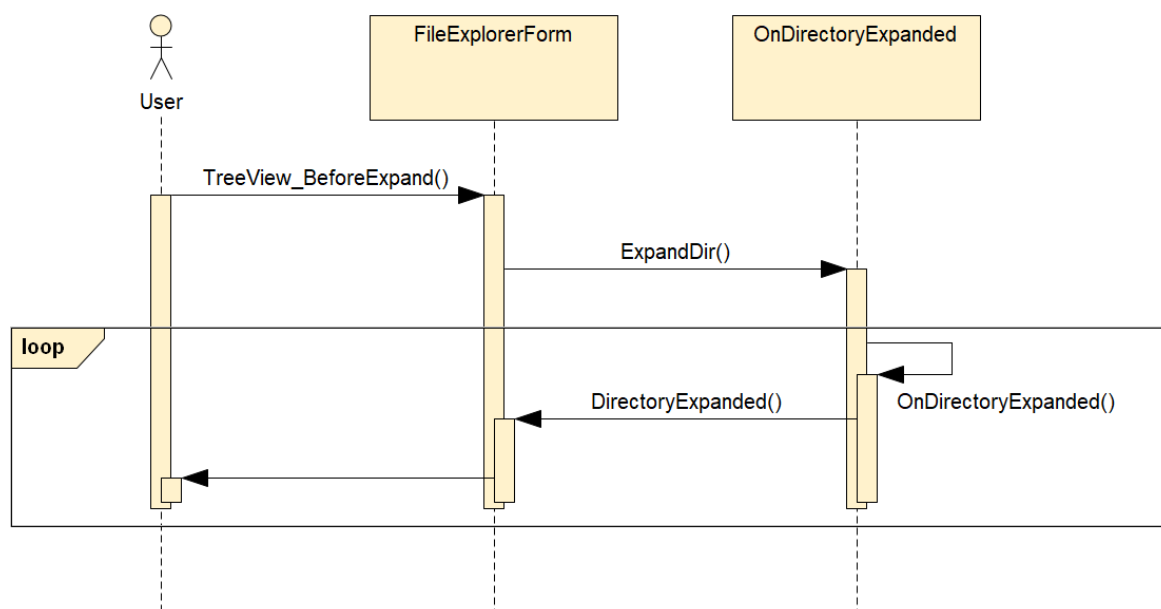 FileExplorerForm
OnDirectoryExpanded
User
TreeView_BeforeExpand()
ExpandDir()
loop
DirectoryExpanded()
OnDirectoryExpanded()